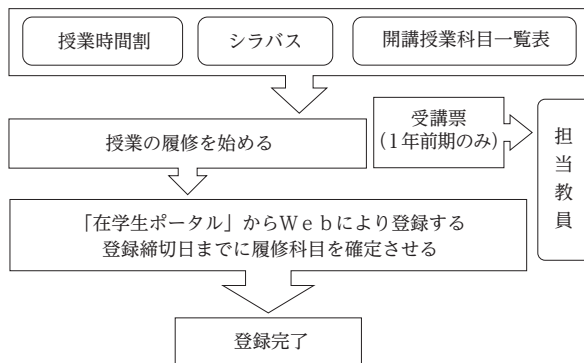 授業時間割
シラバス
開講授業科目一覧表
授業の履修を始める
受講票
(1年前期のみ)
担当教員
「在学生ポータル」からＷｅｂにより登録する
登録締切日までに履修科目を確定させる
登録完了